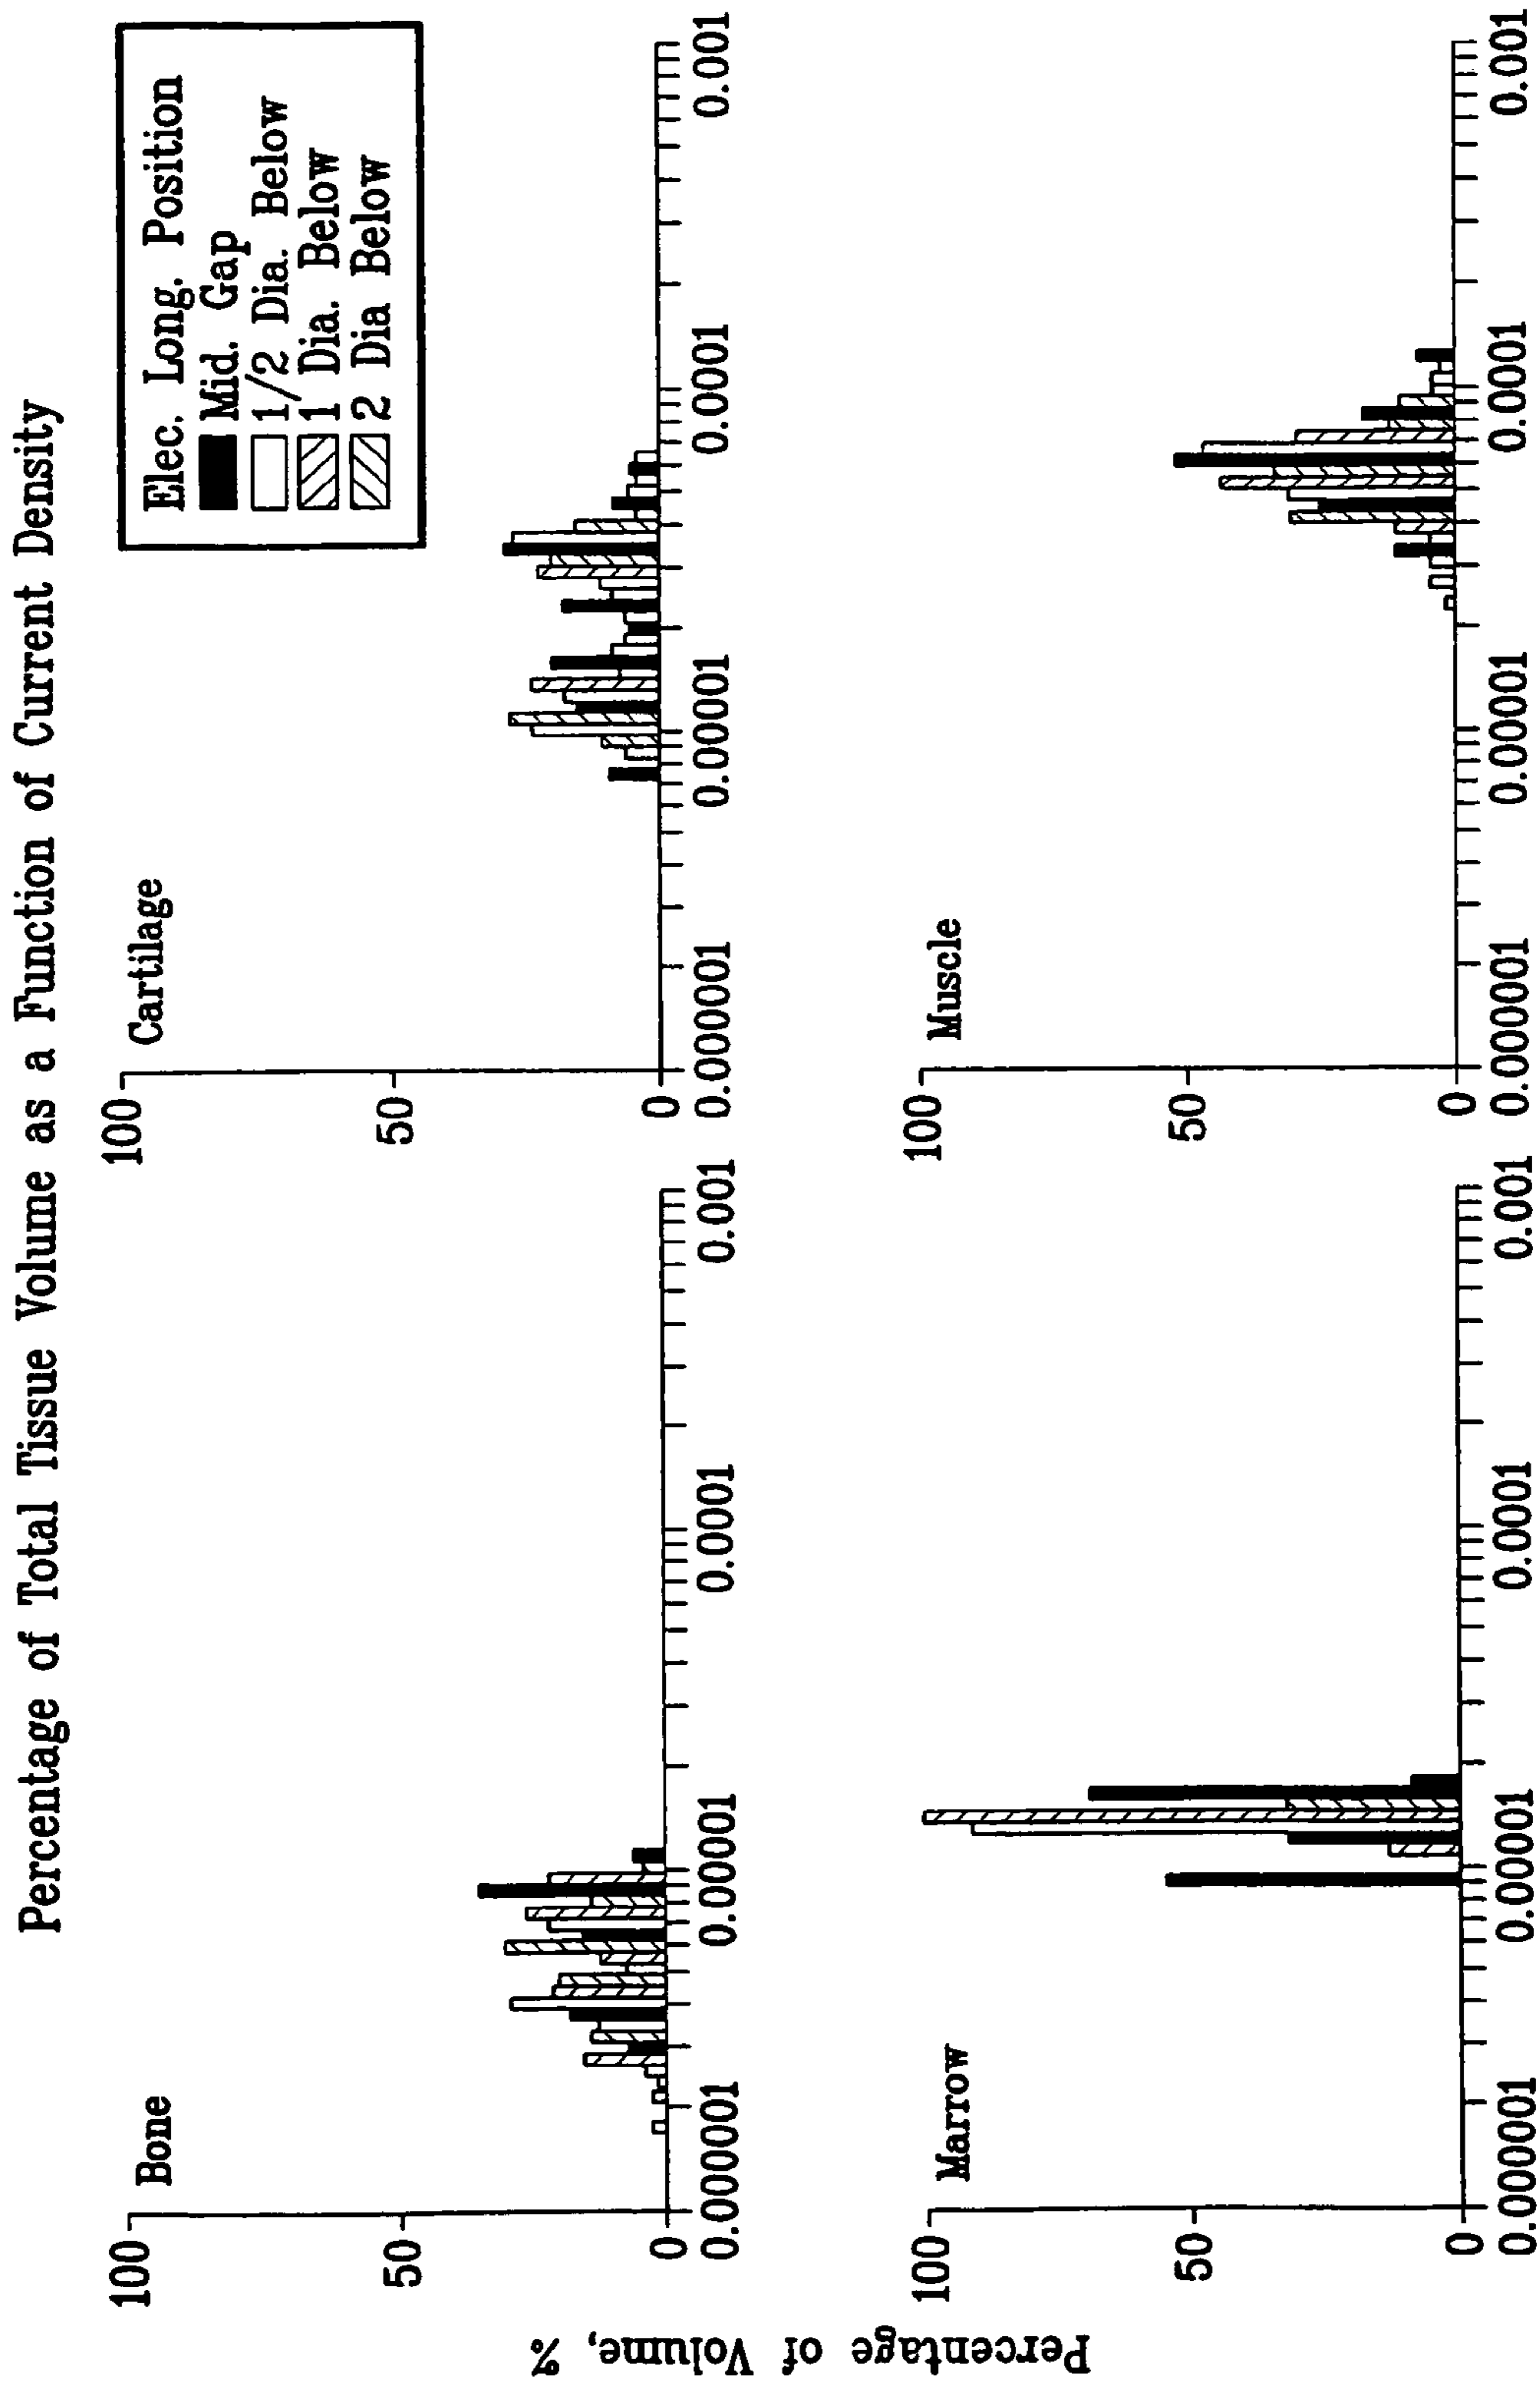 Percentage of Total Tissue Volume as a Function of Current Density
Percentage of Volume, %
Bone
100
50
0
0.000001
0.00001
0.0001
0.001
Cartilage
100
50
0
0.000001
0.00001
0.0001
0.001
Elec. Long. Position
Mid. Gap
1/2 Dia. Below
1 Dia. Below
2 Dia Below
Marrow
100
50
0
0.000001
0.00001
0.0001
0.001
Muscle
100
50
0
0.000001
0.00001
0.0001
0.001